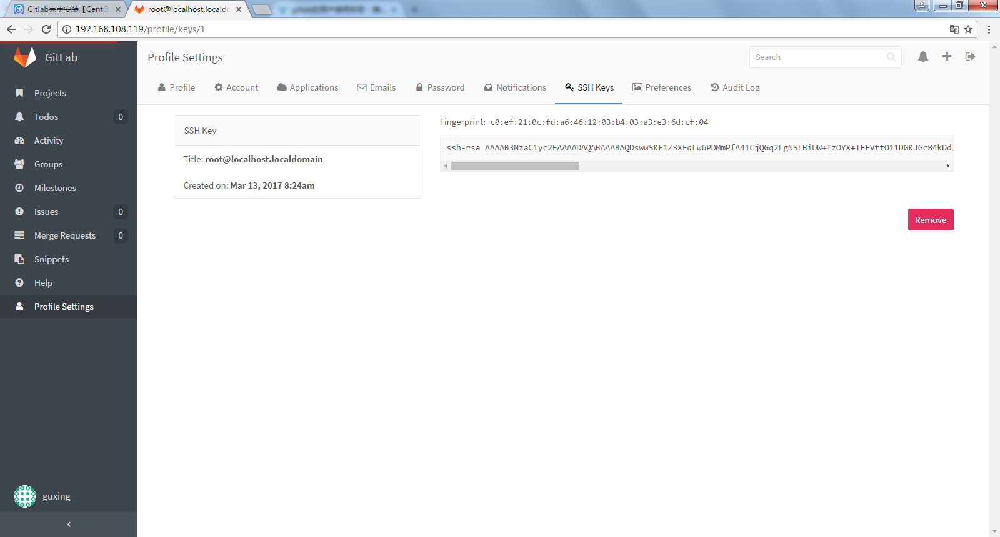 Gitlab完美安装【CentO
root@localhost.localdo
192.168.108.119/profile/keys/1
GitLab
Profile Settings
Search
Profile
Account
Applications
Emails
Password
Notifications
SSH Keys
Preferences
Audit Log
Projects
Todos 0
Activity
Groups
Milestones
Issues 0
Merge Requests 0
Snippets
Help
Profile Settings
SSH Key
Title: root@localhost.localdomain
Created on: Mar 13, 2017 8:24am
Fingerprint: c0:ef:21:0c:fd:a6:46:12:03:b4:03:a3:e3:6d:cf:04
ssh-rsa AAAAB3NzaC1yc2EAAAADAQABAAABAQDsww5KF1Z3XFqLw6PDMmPfA41CjQGq2LgNSLBiUW+IzOYX+TEEVttO11DGKJGc84kDd
Remove
guxing